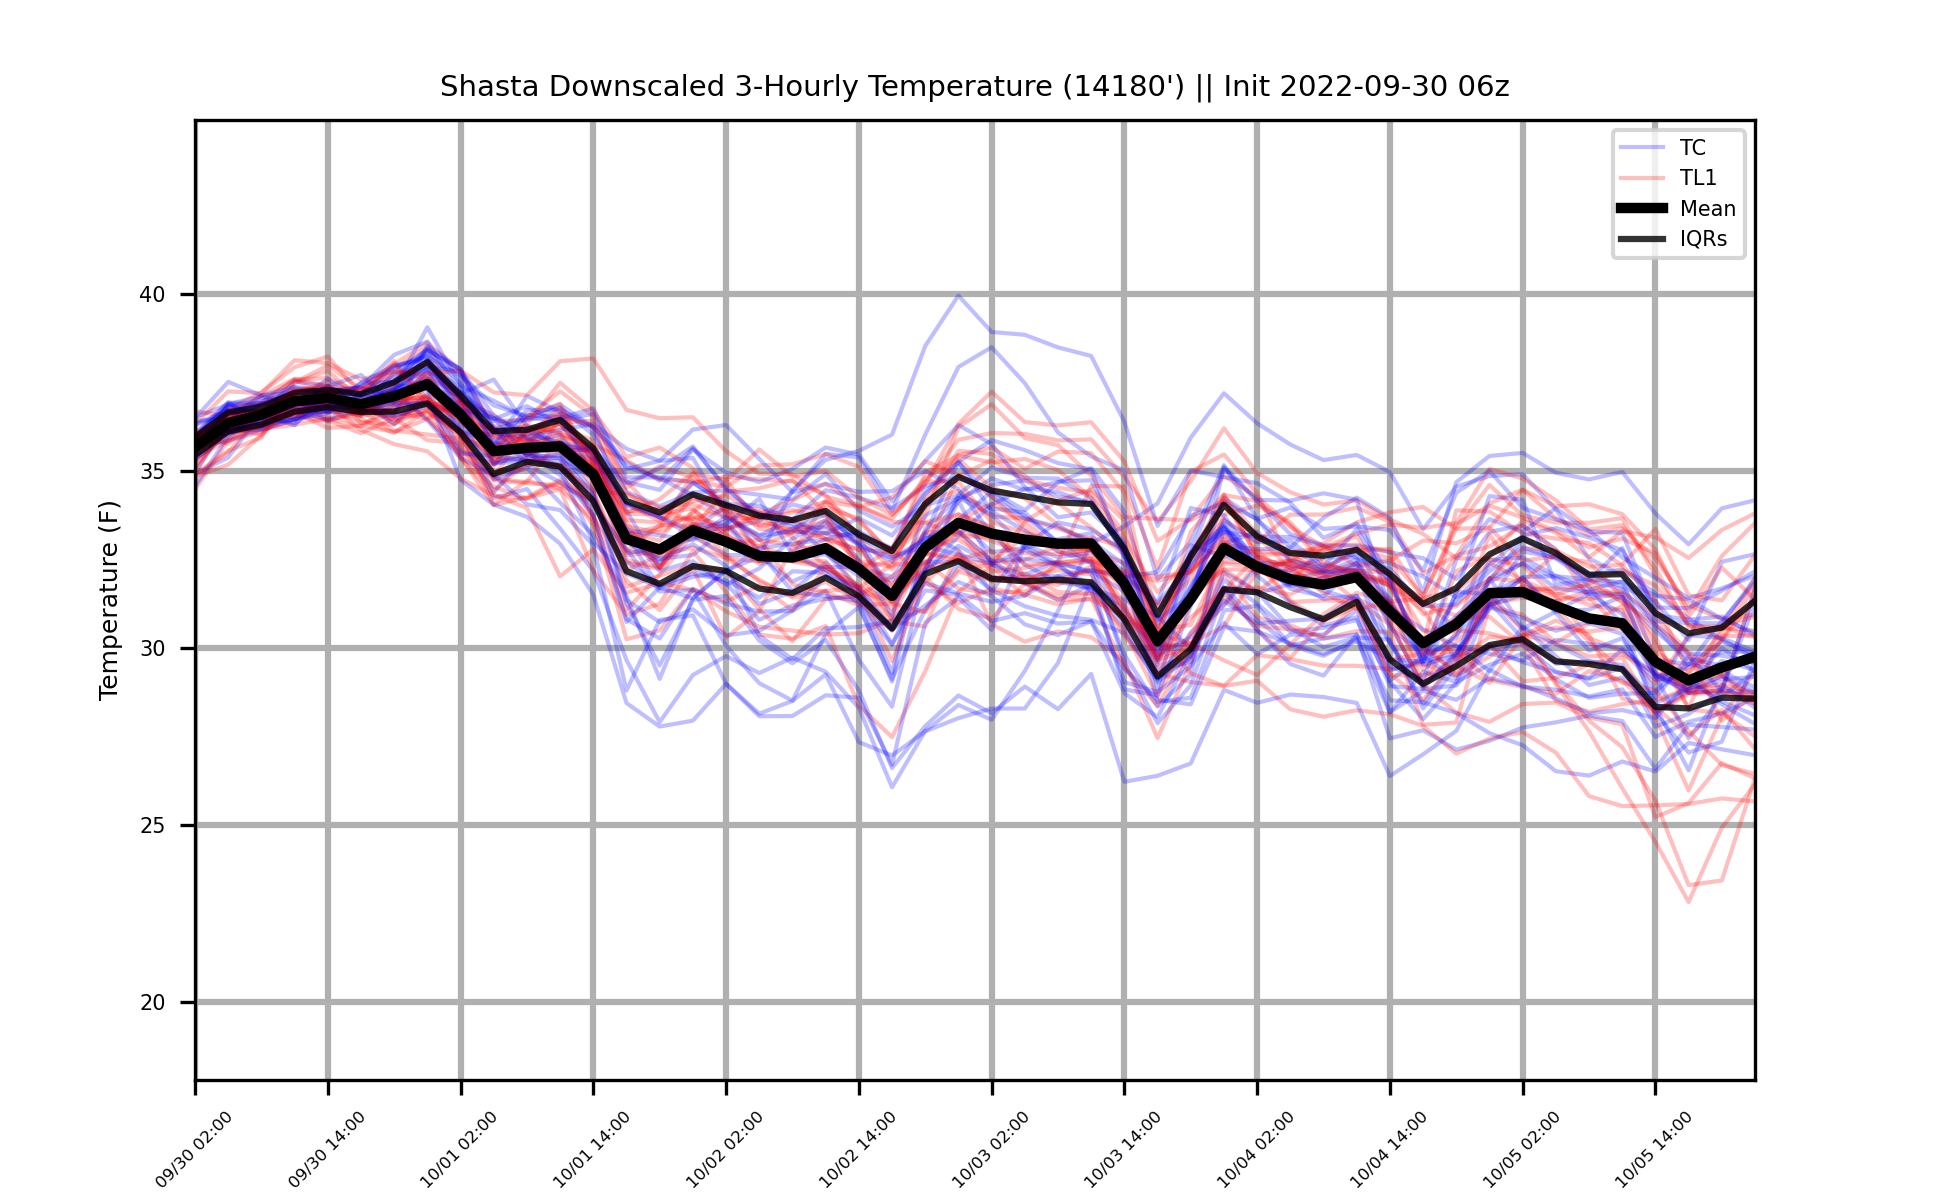 Shasta Downscaled 3-Hourly Temperature (14180') || Init 2022-09-30 06z
TC
TL1
Mean
IQRs
Temperature (F)
40
35
30
25
20
09/30 02:00
09/30 14:00
10/01 02:00
10/01 14:00
10/02 02:00
10/02 14:00
10/03 02:00
10/03 14:00
10/04 02:00
10/04 14:00
10/05 02:00
10/05 14:00